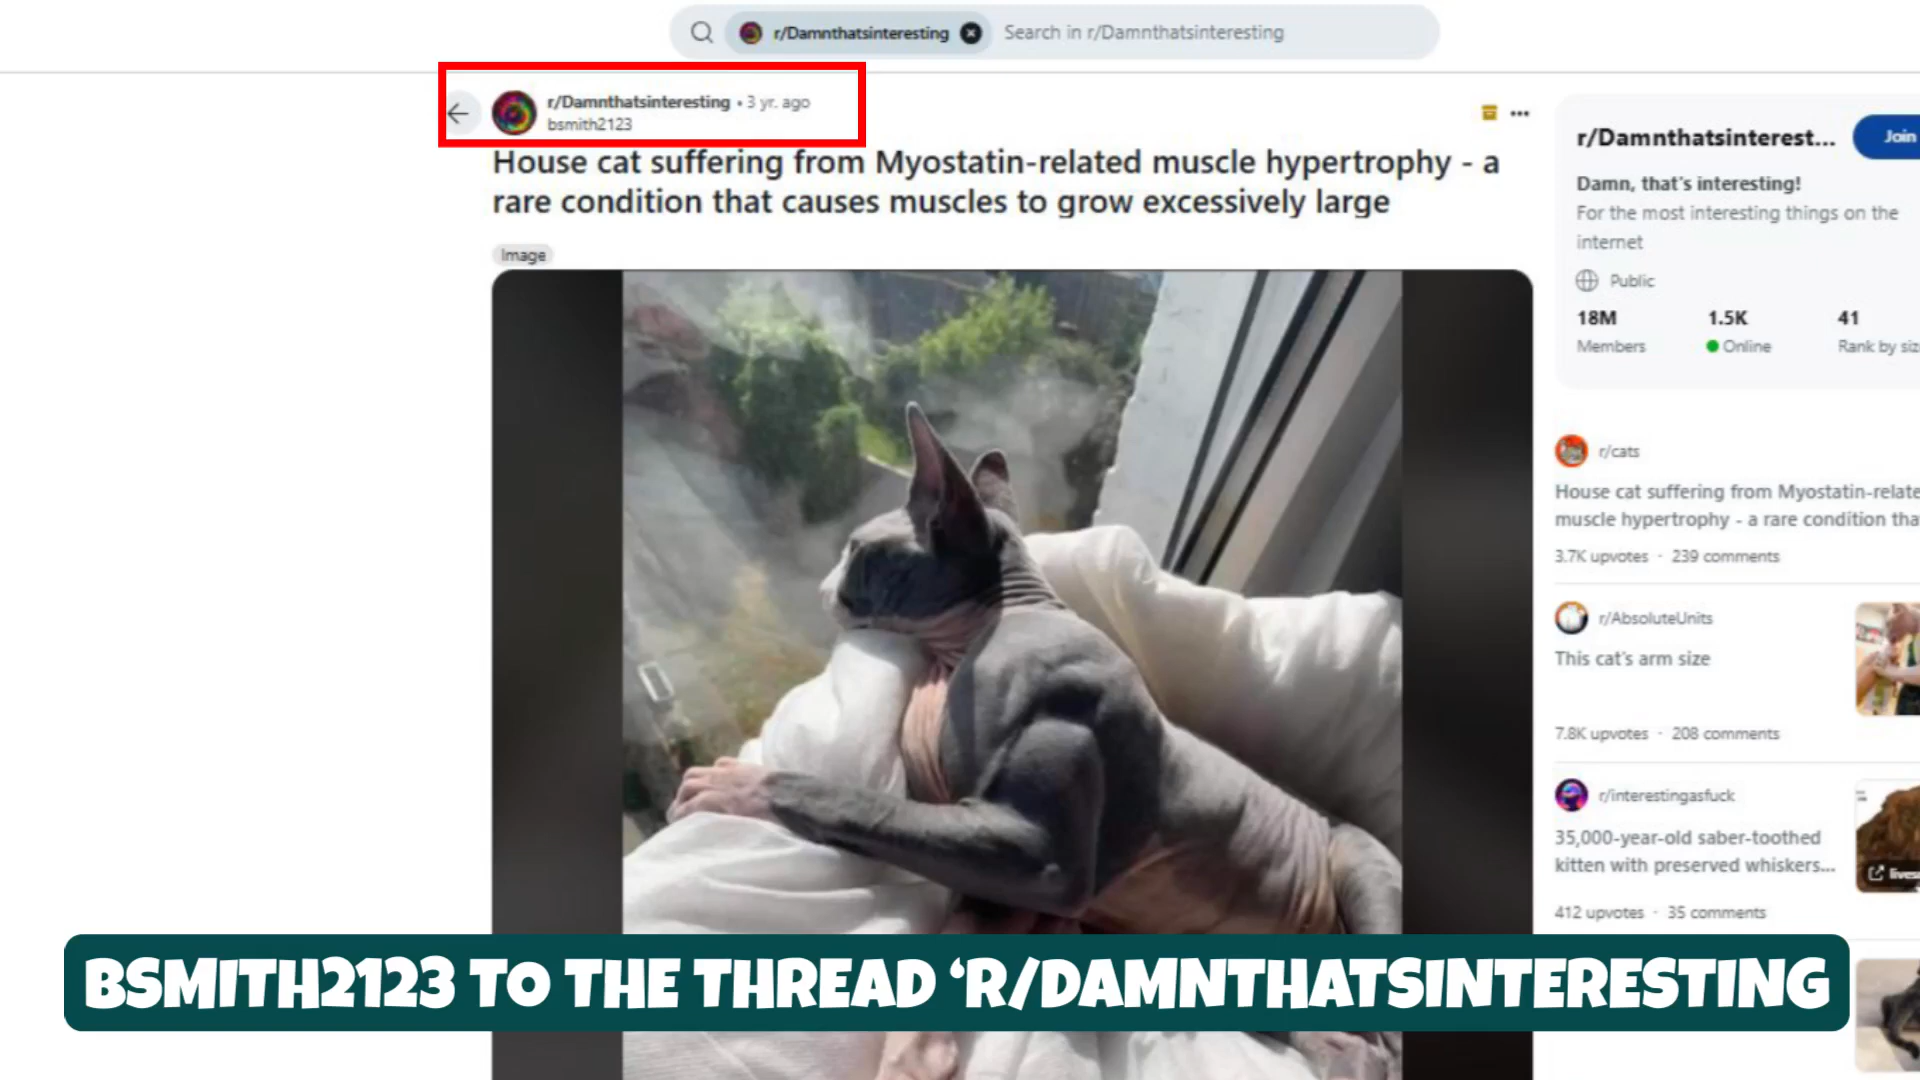 r/Damnthatsinteresting
Search in r/Damnthatsinteresting
r/Damnthatsinteresting • 3 yr. ago
bsmith2123
House cat suffering from Myostatin-related muscle hypertrophy - a
rare condition that causes muscles to grow excessively large
Image
r/Damnthatsinterest...
Join
Damn, that's interesting!
For the most interesting things on the
internet
Public
18M 1.5K 41
Members Online Rank by siz
r/cats
House cat suffering from Myostatin-relate
muscle hypertrophy - a rare condition tha
3.7K upvotes · 239 comments
r/AbsoluteUnits
This cat's arm size
7.8K upvotes · 208 comments
r/interestingasfuck
35,000-year-old saber-toothed
kitten with preserved whiskers...
412 upvotes · 35 comments
BSMITH2123 TO THE THREAD ‘R/DAMNTHATSINTERESTING